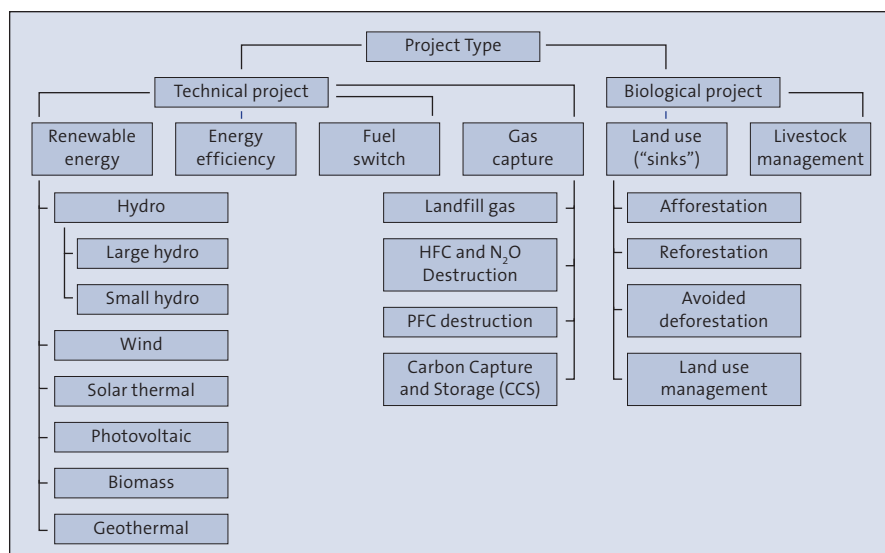 Project Type
Technical project
Biological project
Renewable
energy
Energy
efficiency
Fuel
switch
Gas
capture
Land use
(“sinks”)
Livestock
management
Hydro
Large hydro
Small hydro
Wind
Solar thermal
Photovoltaic
Biomass
Geothermal
Landfill gas
HFC and N₂O
Destruction
PFC destruction
Carbon Capture
and Storage (CCS)
Afforestation
Reforestation
Avoided
deforestation
Land use
management